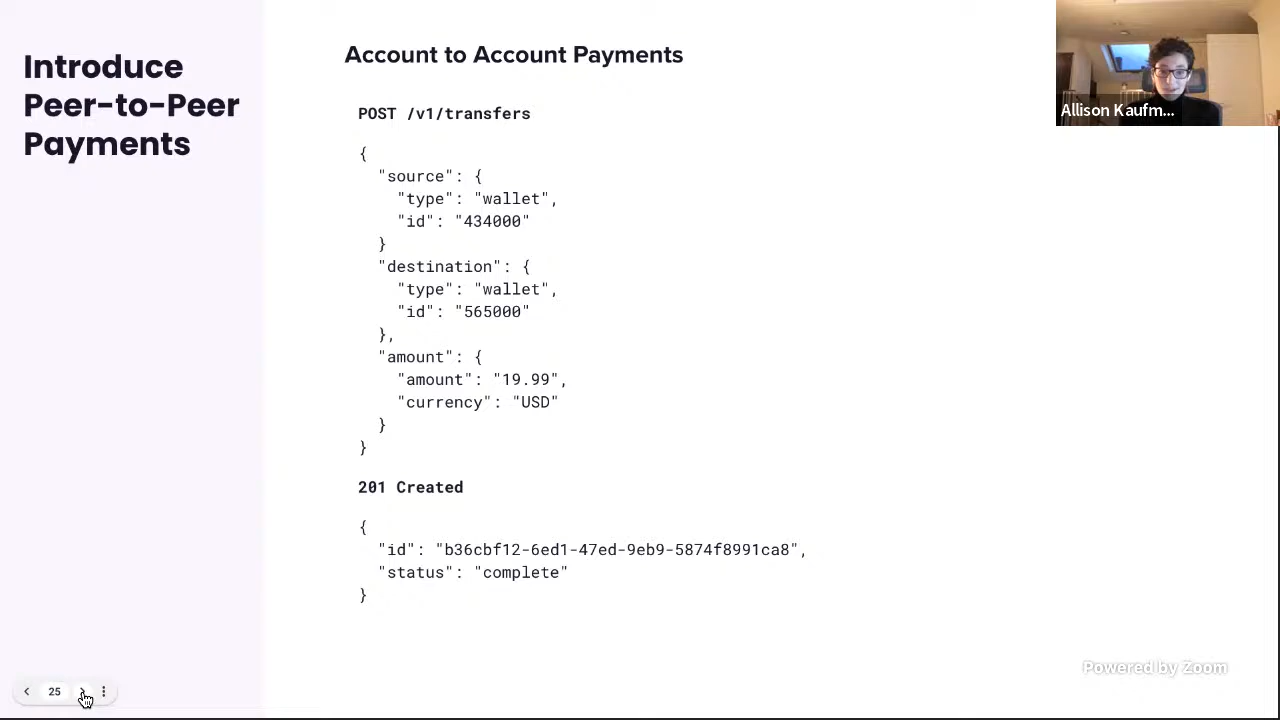 Introduce
Peer-to-Peer
Payments
Account to Account Payments
POST /v1/transfers
{
"source": {
"type": "wallet",
"id": "434000"
}
"destination": {
"type": "wallet",
"id": "565000"
},
"amount": {
"amount": "19.99",
"currency": "USD"
}
}
201 Created
{
"id": "b36cbf12-6ed1-47ed-9eb9-5874f8991ca8",
"status": "complete"
}
Allison Kaufm...
Powered by Zoom
25